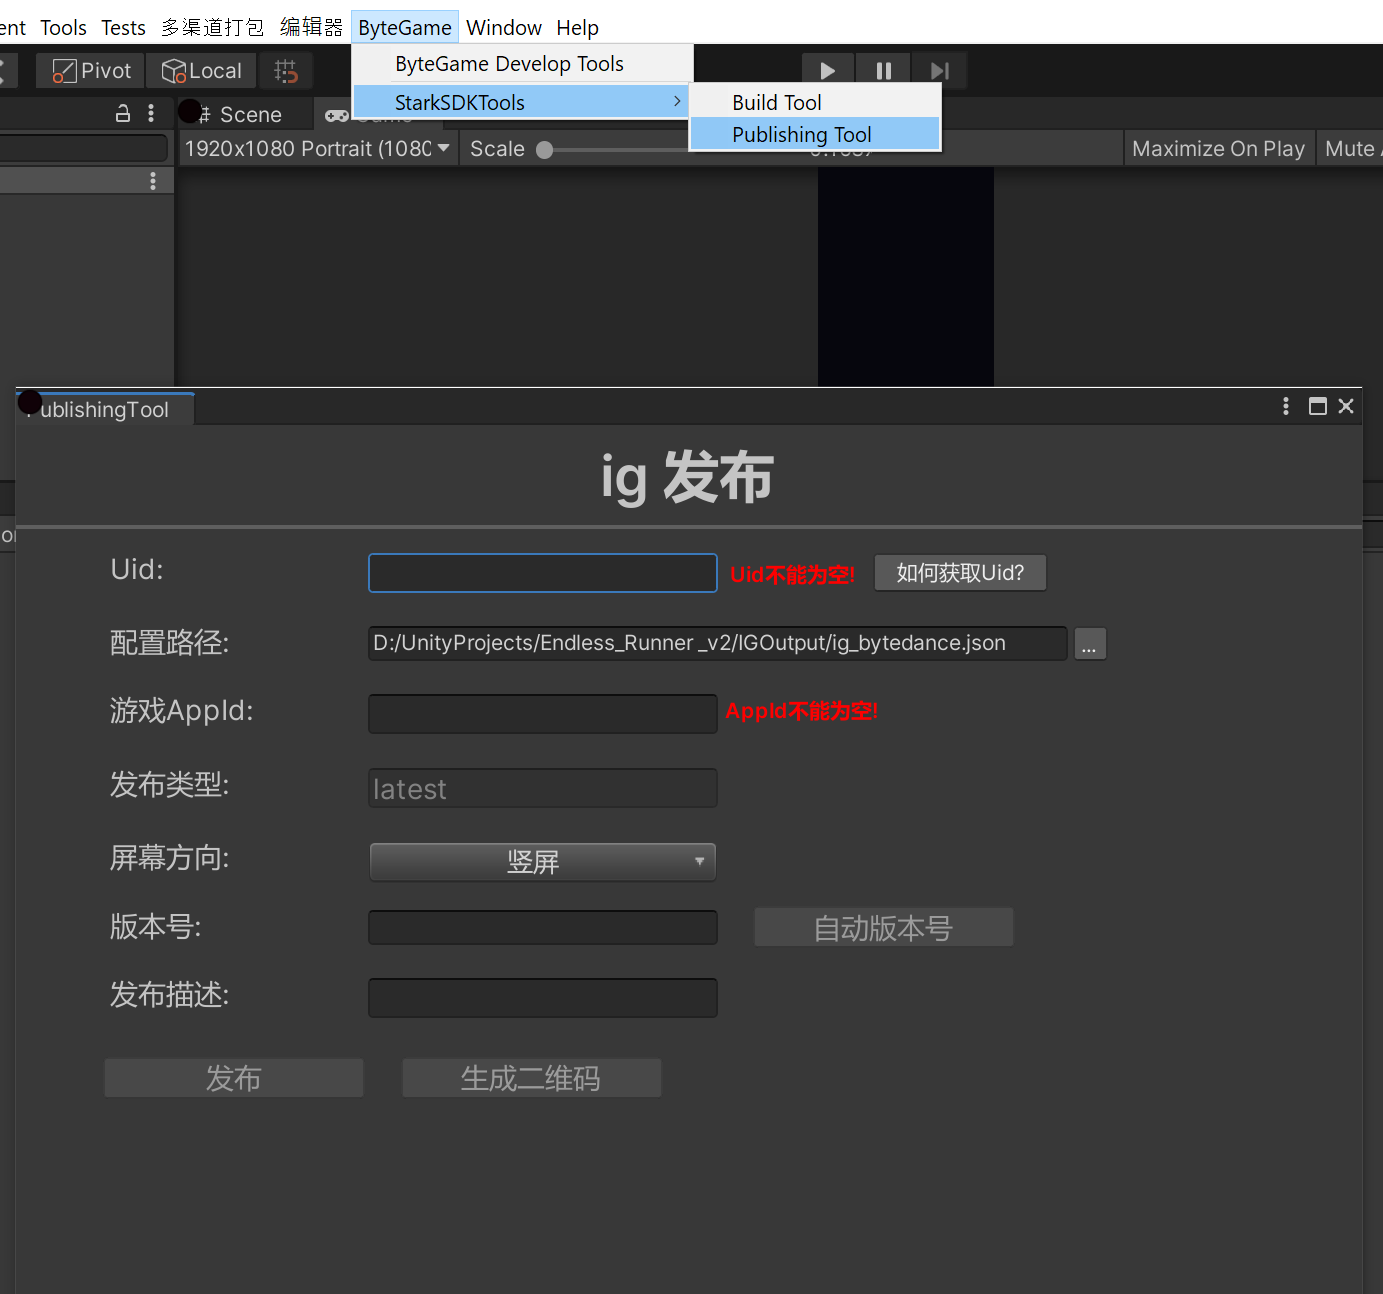 Tools Tests 多渠道打包 编辑器 ByteGame Window Help
ByteGame Develop Tools
Pivot Local
StarkSDKTools
Build Tool
Scene
Publishing Tool
1920x1080 Portrait (1080 Scale Maximize On Play Mute
ublishingTool
ig 发布
Uid: Uid不能为空! 如何获取Uid?
配置路径: D:/UnityProjects/Endless_Runner_v2/IGOutput/ig_bytedance.json ...
游戏AppId: AppId不能为空!
发布类型: latest
屏幕方向: 竖屏
版本号: 自动版本号
发布描述:
发布 生成二维码